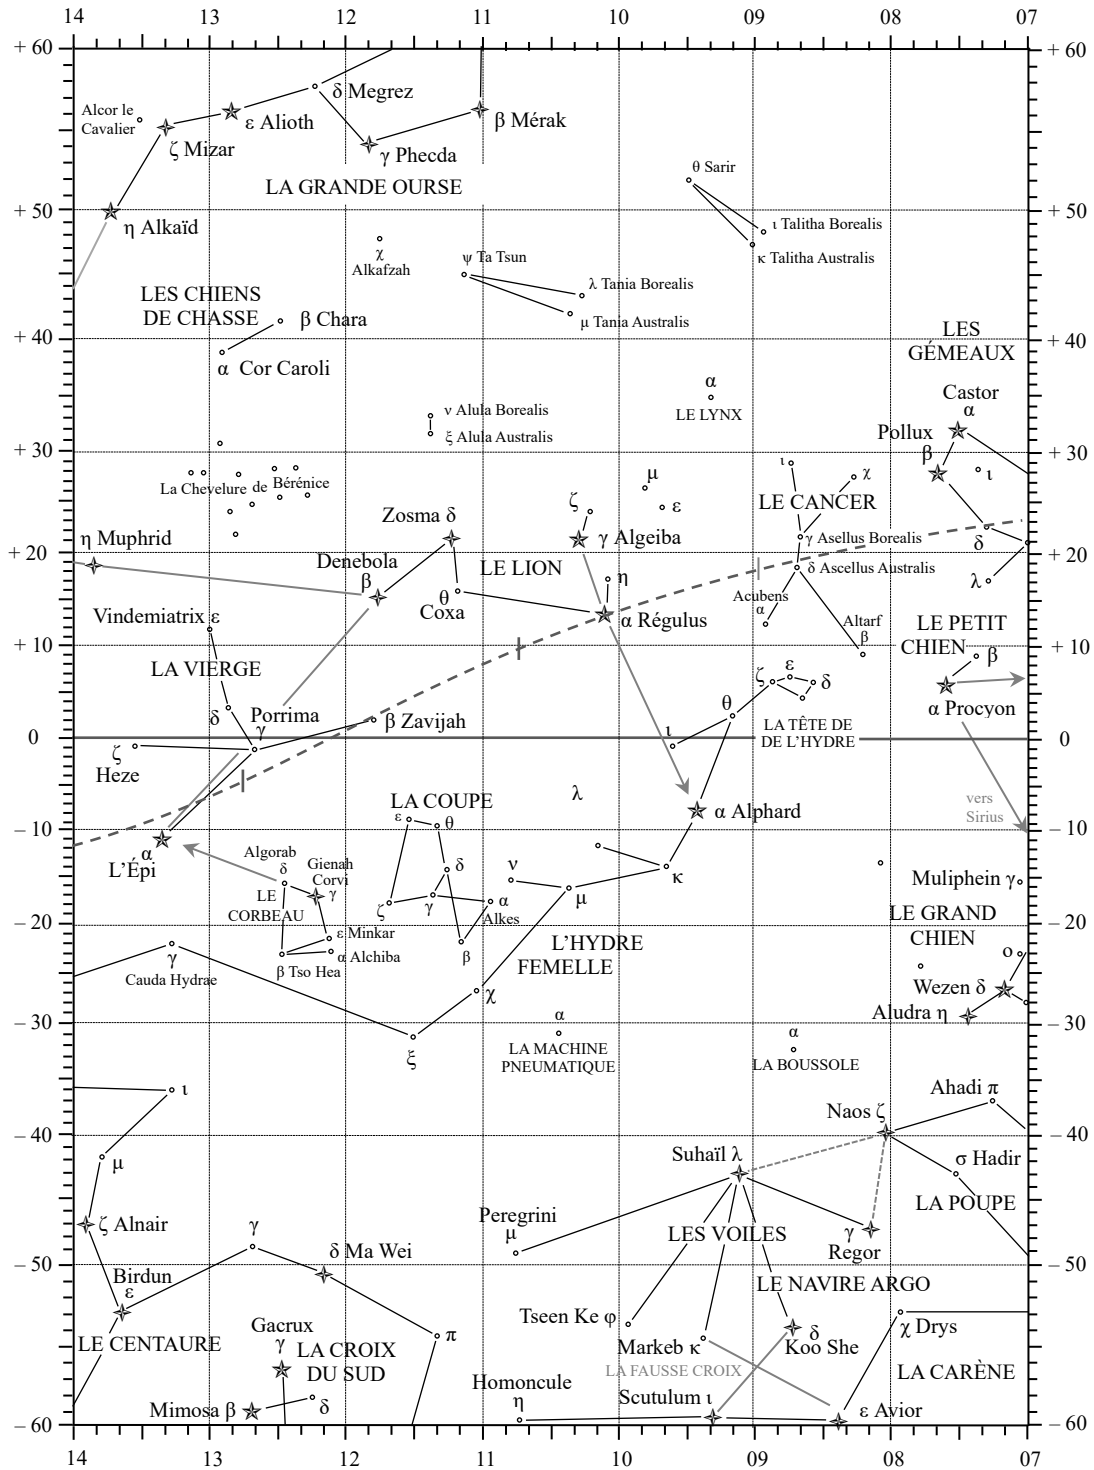 14 13 12 11 10 09 08 07
+ 60 + 60
δ Megrez
Alcor le
Cavalier
ε Alioth
β Mérak
ζ Mizar
γ Phecda
θ Sarir
LA GRANDE OURSE
+ 50 + 50
η Alkaïd
ι Talitha Borealis
χ
Alkafzah
ψ Ta Tsun
κ Talitha Australis
λ Tania Borealis
LES CHIENS
DE CHASSE
β Chara
μ Tania Australis
LES
GÉMEAUX
+ 40 + 40
α Cor Caroli
α
LE LYNX
Castor
α
ν Alula Borealis
ξ Alula Australis
Pollux
β
+ 30 + 30
ι
χ
ι
μ
La Chevelure de Bérénice
ζ
ε
LE CANCER
Zosma δ
η Muphrid
γ Algeiba
γ Asellus Borealis
δ
+ 20 + 20
Denebola
β
LE LION
η
δ Ascellus Australis
λ
θ
Coxa
Acubens
α
Vindemiatrix ε
α Régulus
Altarf
β
LE PETIT
CHIEN
+ 10 + 10
β
LA VIERGE
ζ
ε
δ
δ
Porrima
γ
β Zavijah
θ
α Procyon
LA TÊTE DE
DE L’HYDRE
ι
0 0
ζ
Heze
λ
LA COUPE
ε
θ
α Alphard
vers
Sirius
– 10 – 10
α
L’Épi
Algorab
δ
Gienah
Corvi
γ
δ
ν
κ
Muliphein γ
LE
CORBEAU
ζ
γ
α
Alkes
μ
LE GRAND
CHIEN
– 20 – 20
ε Minkar
α Alchiba
β Tso Hea
β
L’HYDRE
FEMELLE
ο
γ
Cauda Hydrae
χ
Wezen δ
Aludra η
– 30 – 30
ξ
α
LA MACHINE
PNEUMATIQUE
α
LA BOUSSOLE
ι
Ahadi π
Naos ζ
– 40 – 40
μ
Suhaïl λ
σ Hadir
LA POUPE
ζ Alnair
γ
Peregrini
μ
LES VOILES
γ
Regor
δ Ma Wei
– 50 – 50
Birdun
ε
LE NAVIRE ARGO
Tseen Ke φ
Gacrux
γ
π
δ
Koo She
χ Drys
LE CENTAURE
LA CROIX
DU SUD
Markeb κ
LA FAUSSE CROIX
LA CARÈNE
Homoncule
η
Scutulum ι
Mimosa β
δ
ε Avior
– 60 – 60
14 13 12 11 10 09 08 07